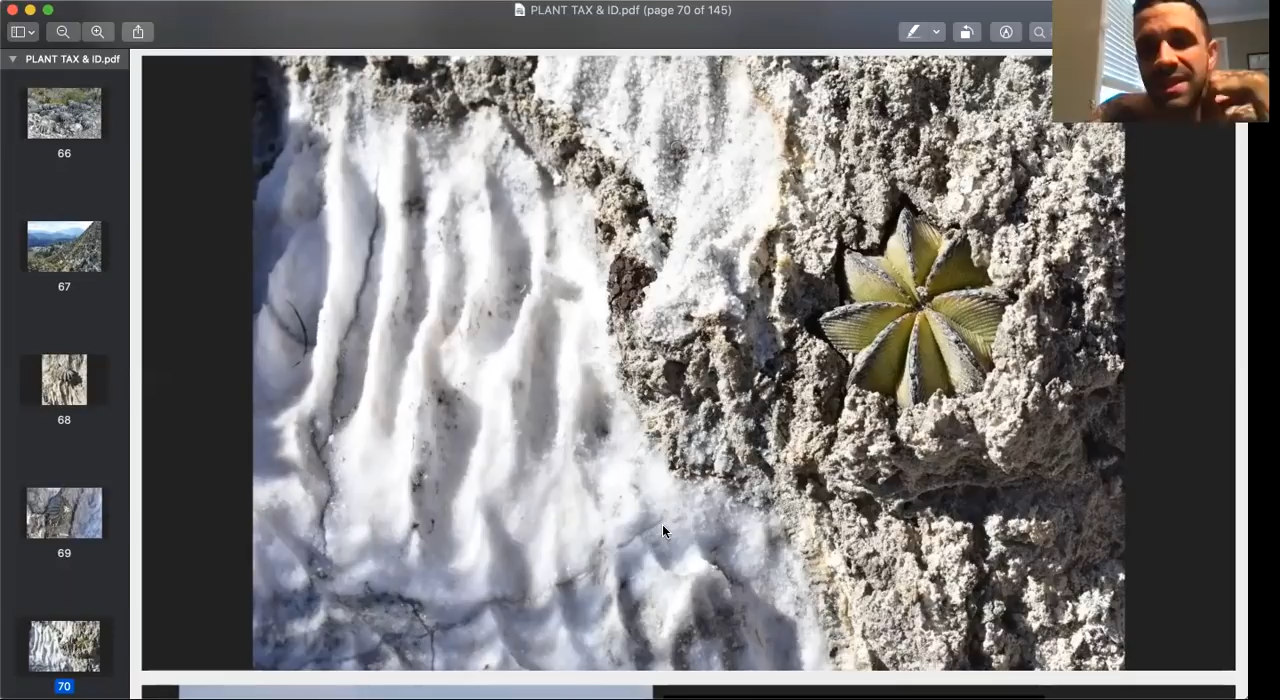 PLANT TAX & ID.pdf (page 70 of 145)
PLANT TAX & ID.pdf
66
67
68
69
70